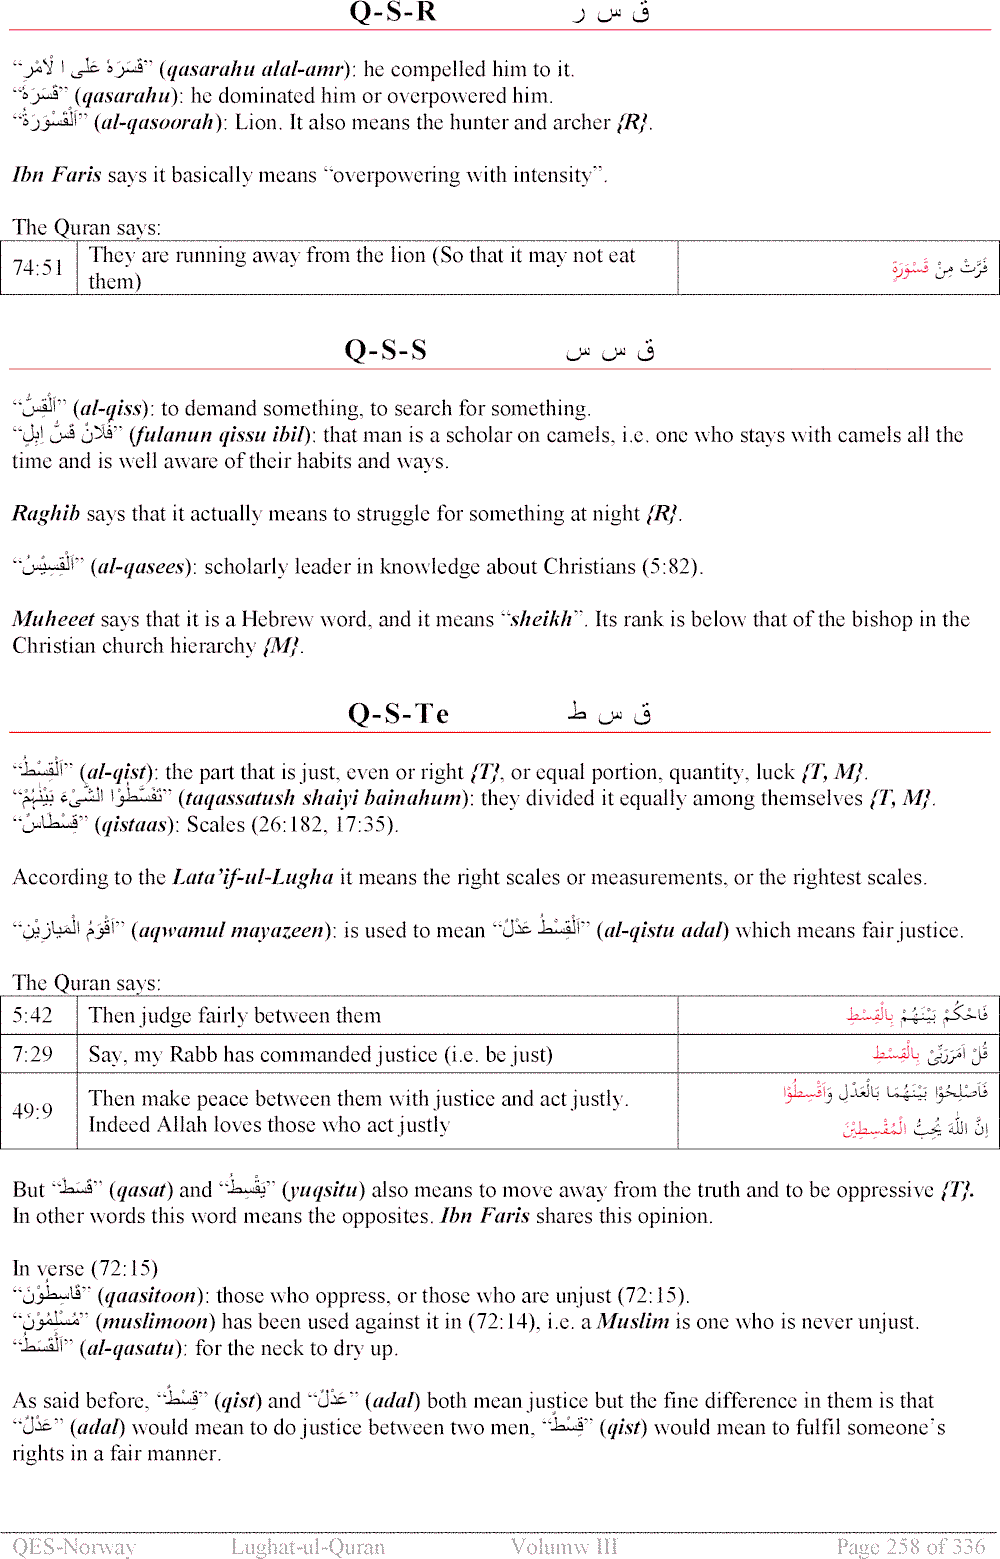 Q-S-R ق س ر
“قَسَرَهٗ عَلَى ا لْاَمْرِ” (qasarahu alal-amr): he compelled him to it.
“قَسَرَهٗ” (qasarahu): he dominated him or overpowered him.
“اَلْقَسْوَرَةُ” (al-qasoorah): Lion. It also means the hunter and archer {R}.
Ibn Faris says it basically means “overpowering with intensity”.
The Quran says:
74:51 They are running away from the lion (So that it may not eat them) فَرَّتْ مِنْ قَسْوَرَةٍ
Q-S-S ق س س
“اَلْقِسُّ” (al-qiss): to demand something, to search for something.
“فُلَانٌ قسُّ اِبِلٍ” (fulanun qissu ibil): that man is a scholar on camels, i.e. one who stays with camels all the
time and is well aware of their habits and ways.
Raghib says that it actually means to struggle for something at night {R}.
“اَلْقِسِيْسُ” (al-qasees): scholarly leader in knowledge about Christians (5:82).
Muheeet says that it is a Hebrew word, and it means “sheikh”. Its rank is below that of the bishop in the
Christian church hierarchy {M}.
Q-S-Te ق س ط
“اَلْقِسْطُ” (al-qist): the part that is just, even or right {T}, or equal portion, quantity, luck {T, M}.
“تَقَسَّطُوْا الشَّىْءَ بَيْنَهُمْ” (taqassatush shaiyi bainahum): they divided it equally among themselves {T, M}.
“قِسْطَاسٌ” (qistaas): Scales (26:182, 17:35).
According to the Lata’if-ul-Lugha it means the right scales or measurements, or the rightest scales.
“اَقْوَمُ الْمَيازِيْنِ” (aqwamul mayazeen): is used to mean “اَلْقِسْطُ عَدْلٌ” (al-qistu adal) which means fair justice.
The Quran says:
5:42 Then judge fairly between them فَاحْكُمْ بَيْنَهُمْ بِالْقِسْطِ
7:29 Say, my Rabb has commanded justice (i.e. be just) قُلْ اَمَرَرَبِّىْ بِالْقِسْطِ
49:9 Then make peace between them with justice and act justly. فَاَصْلِحُوْا بَيْنَهُمَا بَالْعَدْلِ وَاَقْسِطُوْا
Indeed Allah loves those who act justly اِنَّ اللّٰهَ يُحِبُّ الْمُقْسِطِيْنَ
But “قَسَطَ” (qasat) and “يَقْسِطُ” (yuqsitu) also means to move away from the truth and to be oppressive {T}.
In other words this word means the opposites. Ibn Faris shares this opinion.
In verse (72:15)
“قَاسِطُوْنَ” (qaasitoon): those who oppress, or those who are unjust (72:15).
“مُسْلِمُوْنَ” (muslimoon) has been used against it in (72:14), i.e. a Muslim is one who is never unjust.
“اَلْقَسَطُ” (al-qasatu): for the neck to dry up.
As said before, “قِسْطٌ” (qist) and “عَدْلٌ” (adal) both mean justice but the fine difference in them is that
“عَدْلٌ” (adal) would mean to do justice between two men, “قِسْطٌ” (qist) would mean to fulfil someone’s
rights in a fair manner.
QES-Norway Lughat-ul-Quran Volumw III Page 258 of 336